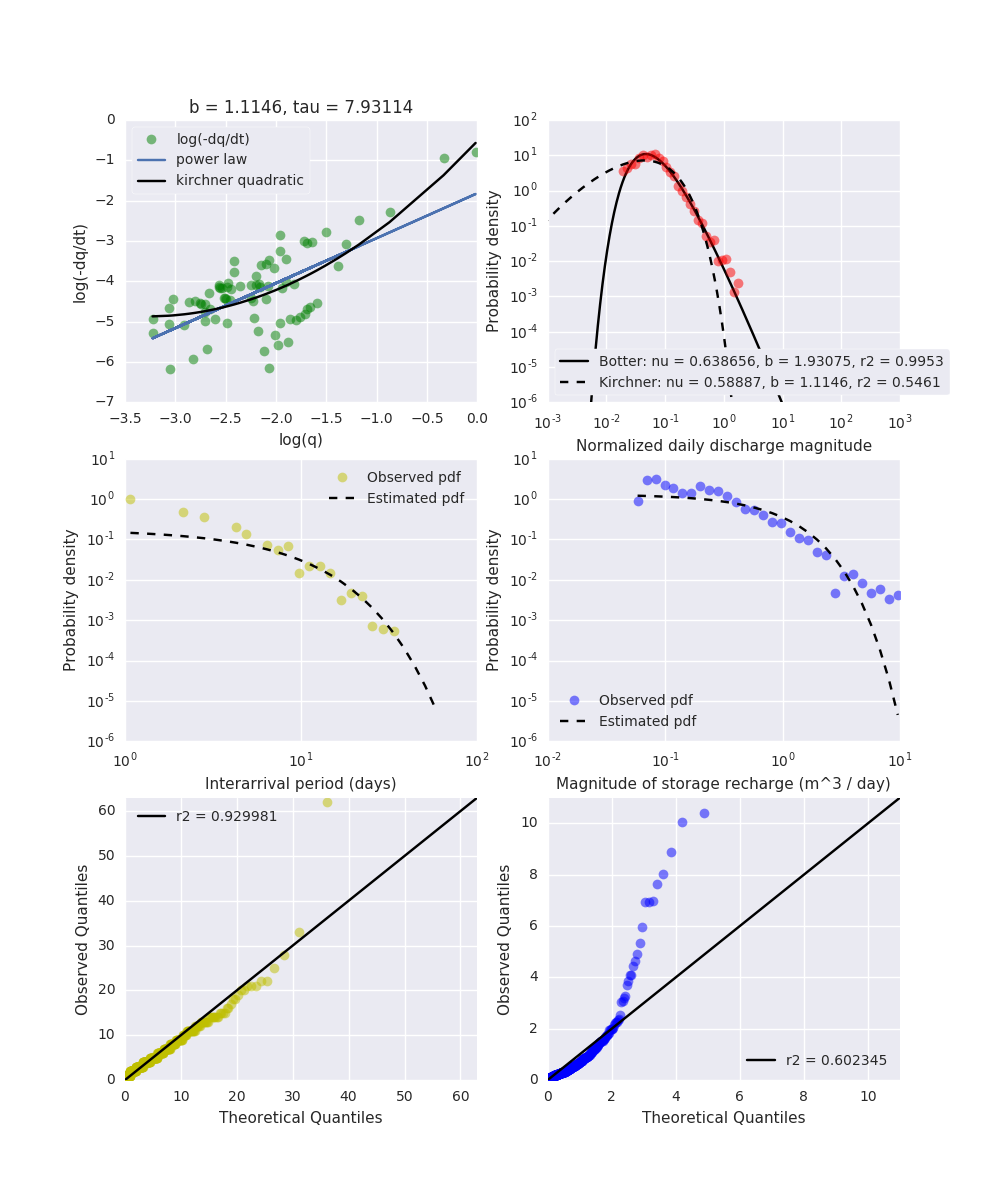 b = 1.1146, tau = 7.93114
log(-dq/dt)
power law
kirchner quadratic
0
−1
−2
−3
−4
−5
−6
−7
log(-dq/dt)
−3.5 −3.0 −2.5 −2.0 −1.5 −1.0 −0.5 0.0
log(q)
10^2
10^1
10^0
10^-1
10^-2
10^-3
10^-4
10^-5
10^-6
Probability density
Botter: nu = 0.638656, b = 1.93075, r2 = 0.9953
Kirchner: nu = 0.58887, b = 1.1146, r2 = 0.5461
10^-3 10^-2 10^-1 10^0 10^1 10^2 10^3
Normalized daily discharge magnitude
10^1
10^0
10^-1
10^-2
10^-3
10^-4
10^-5
10^-6
Probability density
Observed pdf
Estimated pdf
10^0 10^1 10^2
Interarrival period (days)
10^1
10^0
10^-1
10^-2
10^-3
10^-4
10^-5
10^-6
Probability density
Observed pdf
Estimated pdf
10^-2 10^-1 10^0 10^1
Magnitude of storage recharge (m^3 / day)
60
50
40
30
20
10
0
Observed Quantiles
r2 = 0.929981
0 10 20 30 40 50 60
Theoretical Quantiles
10
8
6
4
2
0
Observed Quantiles
r2 = 0.602345
0 2 4 6 8 10
Theoretical Quantiles